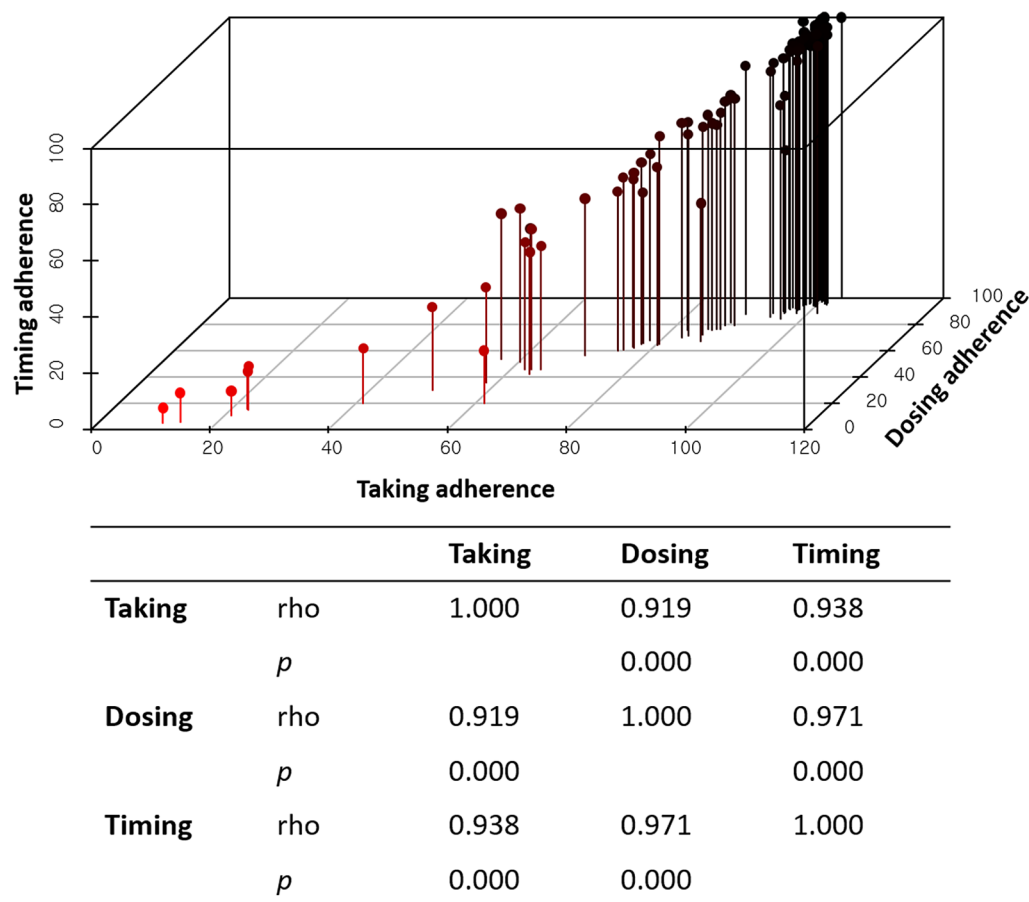 100
80
60
40
20
0
Timing adherence
0 20 40 60 80 100 120
Taking adherence
0
20
40
60
80
100
Dosing adherence
Taking Dosing Timing
Taking rho 1.000 0.919 0.938
p 0.000 0.000
Dosing rho 0.919 1.000 0.971
p 0.000 0.000
Timing rho 0.938 0.971 1.000
p 0.000 0.000